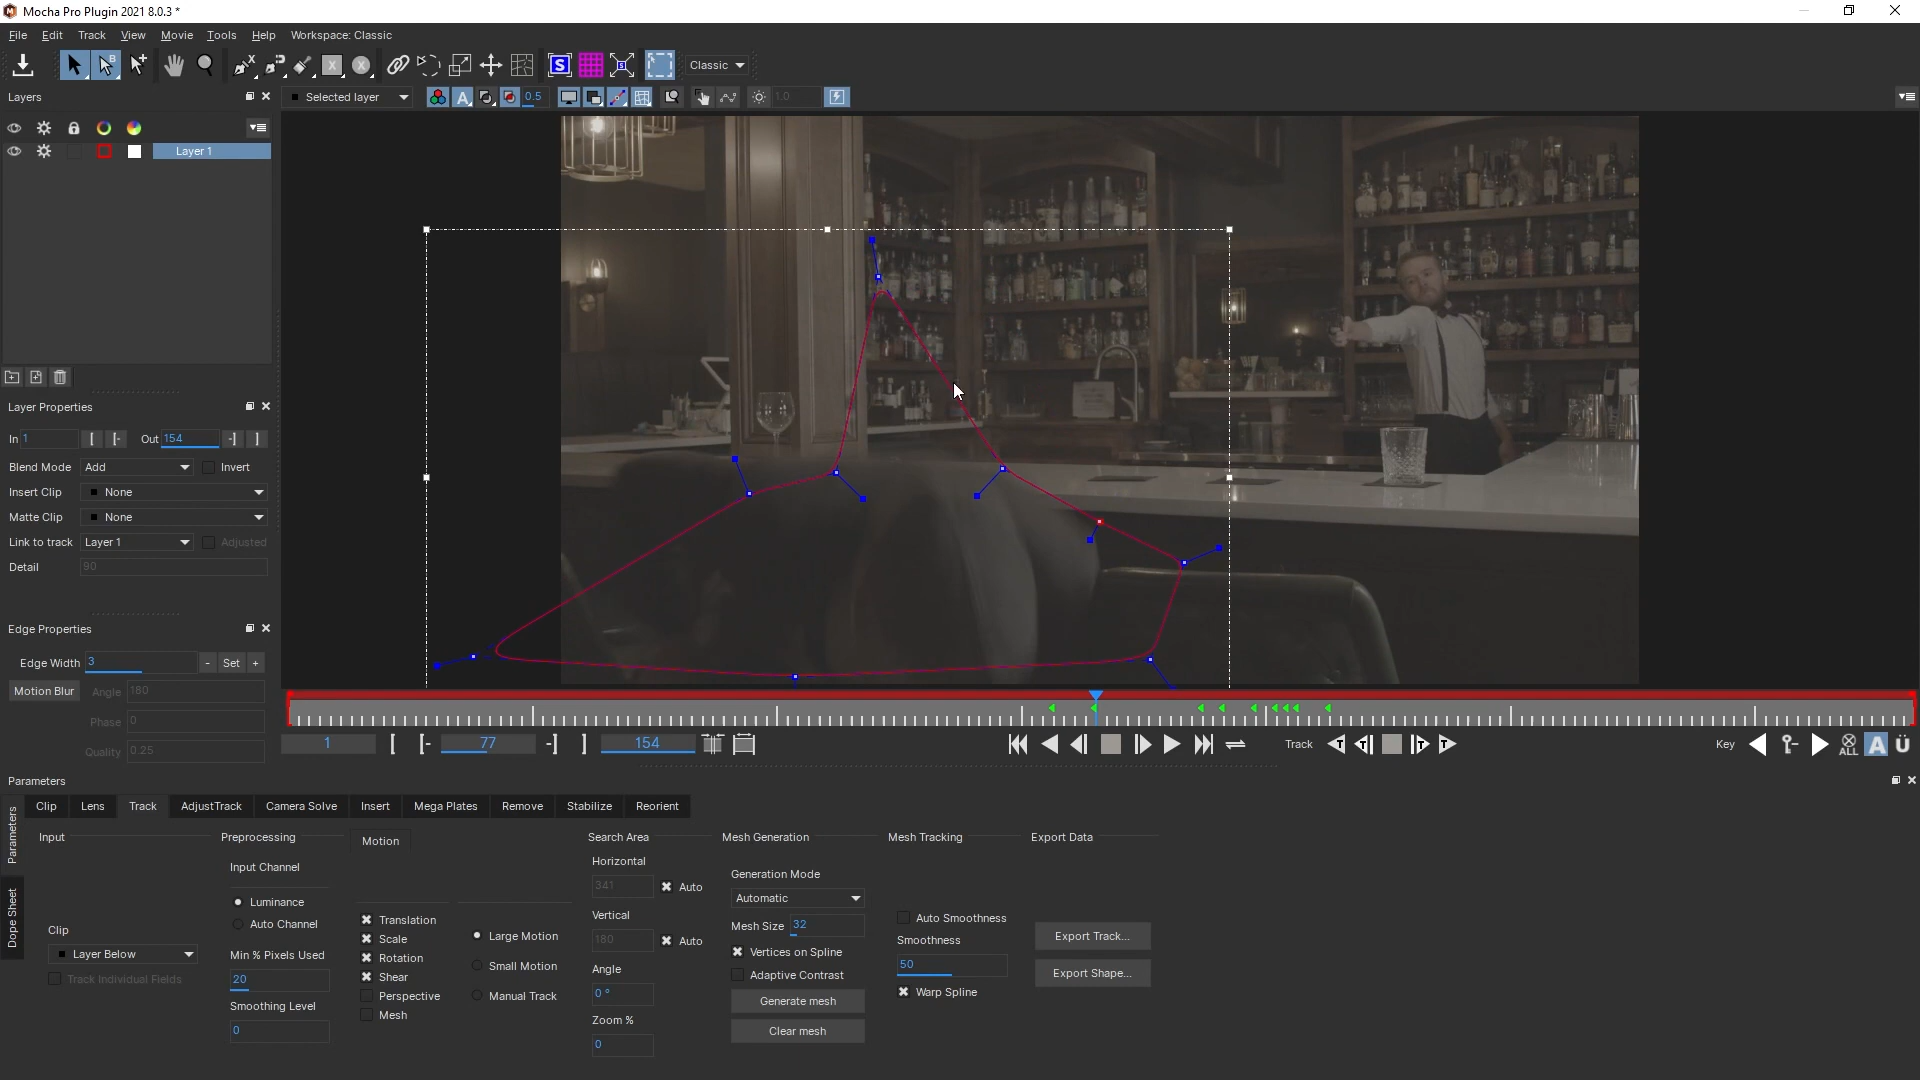 Mocha Pro Plugin 2021 8.0.3 *
File Edit Track View Movie Tools Help Workspace: Classic
Classic
Layers
Selected layer
0.5
1.0
Layer 1
Layer Properties
In 1 Out 154
Blend Mode Add Invert
Insert Clip None
Matte Clip None
Link to track Layer 1 Adjusted
Detail 90
Edge Properties
Edge Width 3 - Set +
Motion Blur Angle 180
Phase 0
Quality 0.25
1 77 154 Track Key ALL
Parameters
Parameters
Dope Sheet
Clip Lens Track AdjustTrack Camera Solve Insert Mega Plates Remove Stabilize Reorient
Input
Clip
Layer Below
Track Individual Fields
Preprocessing
Input Channel
Luminance
Auto Channel
Min % Pixels Used
20
Smoothing Level
0
Motion
Translation
Scale
Rotation
Shear
Perspective
Mesh
Large Motion
Small Motion
Manual Track
Search Area
Horizontal
341 Auto
Vertical
180 Auto
Angle
0 °
Zoom %
0
Mesh Generation
Generation Mode
Automatic
Mesh Size 32
Vertices on Spline
Adaptive Contrast
Generate mesh
Clear mesh
Mesh Tracking
Auto Smoothness
Smoothness
50
Warp Spline
Export Data
Export Track...
Export Shape...